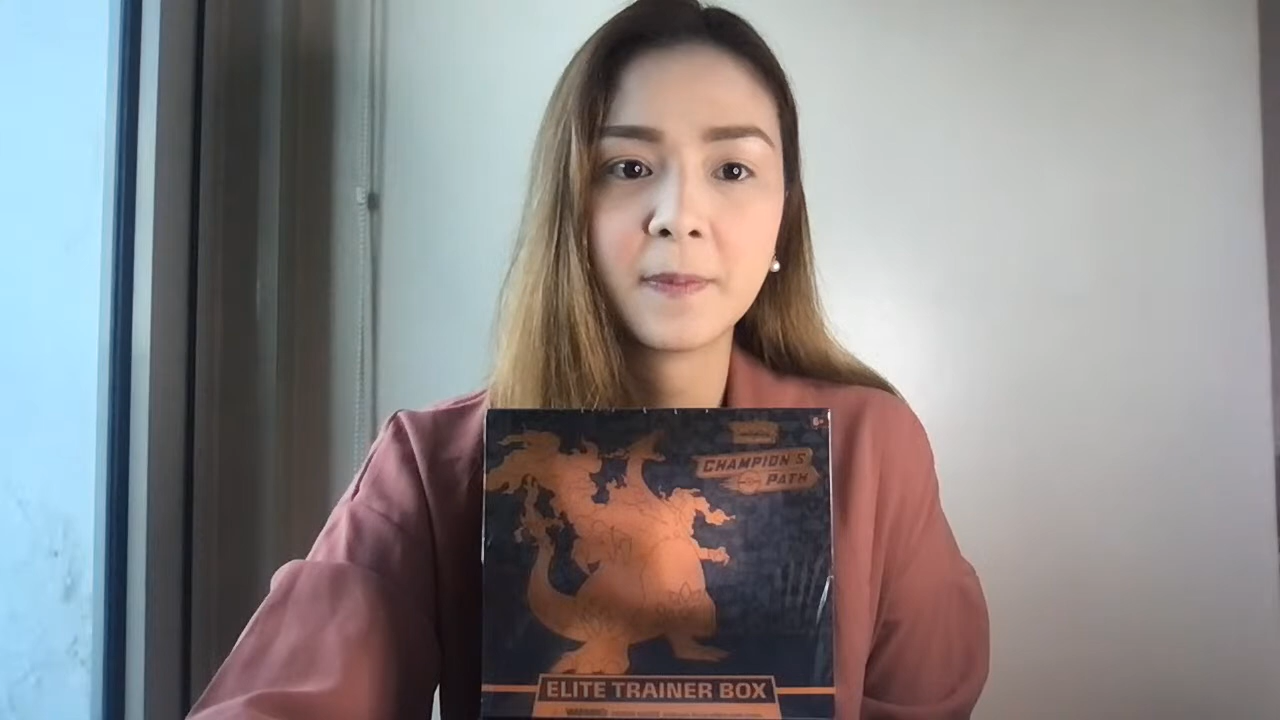 6+
CHAMPION'S
PATH
ELITE TRAINER BOX
WARNING: